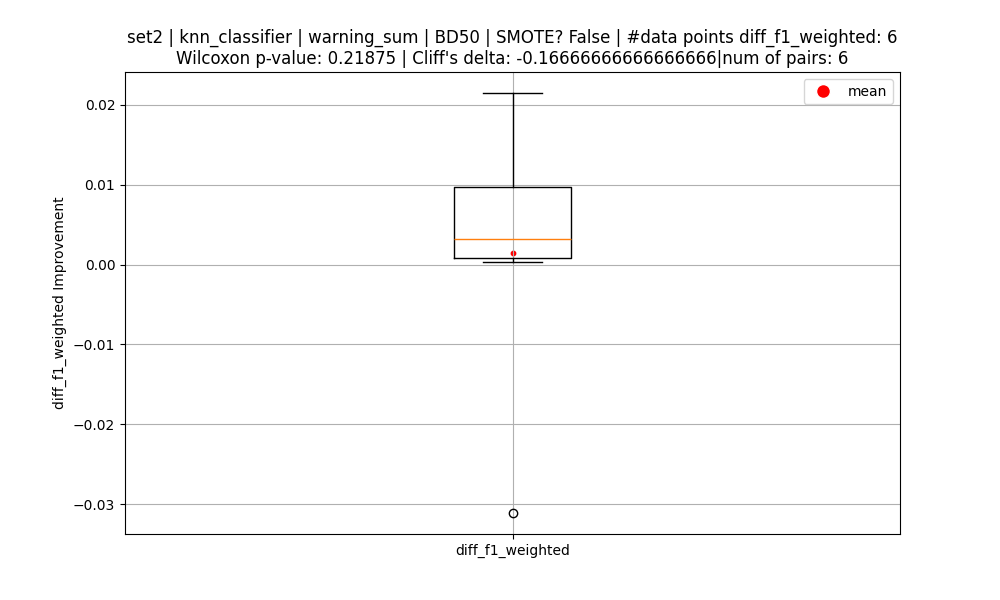 set2 | knn_classifier | warning_sum | BD50 | SMOTE? False | #data points diff_f1_weighted: 6
Wilcoxon p-value: 0.21875 | Cliff's delta: -0.16666666666666666|num of pairs: 6
mean
0.02
0.01
0.00
−0.01
−0.02
−0.03
diff_f1_weighted Improvement
diff_f1_weighted